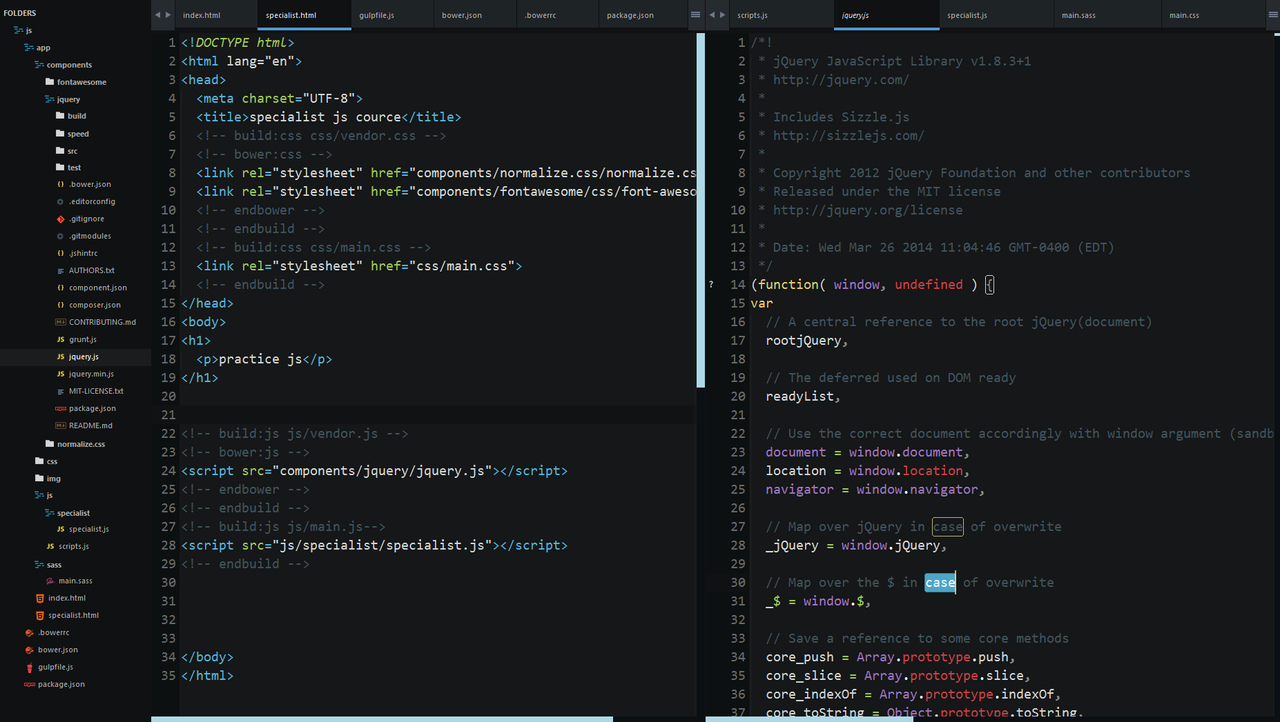 FOLDERS
js
app
components
fontawesome
jquery
build
speed
src
test
.bower.json
.editorconfig
.gitignore
.gitmodules
.jshintrc
AUTHORS.txt
component.json
composer.json
CONTRIBUTING.md
grunt.js
jquery.js
jquery.min.js
MIT-LICENSE.txt
package.json
README.md
normalize.css
css
img
js
specialist
specialist.js
scripts.js
sass
main.sass
index.html
specialist.html
.bowerrc
bower.json
gulpfile.js
package.json
index.html specialist.html gulpfile.js bower.json .bowerrc package.json
1 <!DOCTYPE html>
2 <html lang="en">
3 <head>
4 <meta charset="UTF-8">
5 <title>specialist js cource</title>
6 <!-- build:css css/vendor.css -->
7 <!-- bower:css -->
8 <link rel="stylesheet" href="components/normalize.css/normalize.cs
9 <link rel="stylesheet" href="components/fontawesome/css/font-aweso
10 <!-- endbower -->
11 <!-- endbuild -->
12 <!-- build:css css/main.css -->
13 <link rel="stylesheet" href="css/main.css">
14 <!-- endbuild -->
15 </head>
16 <body>
17 <h1>
18 <p>practice js</p>
19 </h1>
20
21
22 <!-- build:js js/vendor.js -->
23 <!-- bower:js -->
24 <script src="components/jquery/jquery.js"></script>
25 <!-- endbower -->
26 <!-- endbuild -->
27 <!-- build:js js/main.js-->
28 <script src="js/specialist/specialist.js"></script>
29 <!-- endbuild -->
30
31
32
33
34 </body>
35 </html>
scripts.js jquery.js specialist.js main.sass main.css
1 /*!
2 * jQuery JavaScript Library v1.8.3+1
3 * http://jquery.com/
4 *
5 * Includes Sizzle.js
6 * http://sizzlejs.com/
7 *
8 * Copyright 2012 jQuery Foundation and other contributors
9 * Released under the MIT license
10 * http://jquery.org/license
11 *
12 * Date: Wed Mar 26 2014 11:04:46 GMT-0400 (EDT)
13 */
? 14 (function( window, undefined ) {
15 var
16 // A central reference to the root jQuery(document)
17 rootjQuery,
18
19 // The deferred used on DOM ready
20 readyList,
21
22 // Use the correct document accordingly with window argument (sandb
23 document = window.document,
24 location = window.location,
25 navigator = window.navigator,
26
27 // Map over jQuery in case of overwrite
28 _jQuery = window.jQuery,
29
30 // Map over the $ in case of overwrite
31 _$ = window.$,
32
33 // Save a reference to some core methods
34 core_push = Array.prototype.push,
35 core_slice = Array.prototype.slice,
36 core_indexOf = Array.prototype.indexOf,
37 core_toString = Object.prototype.toString,